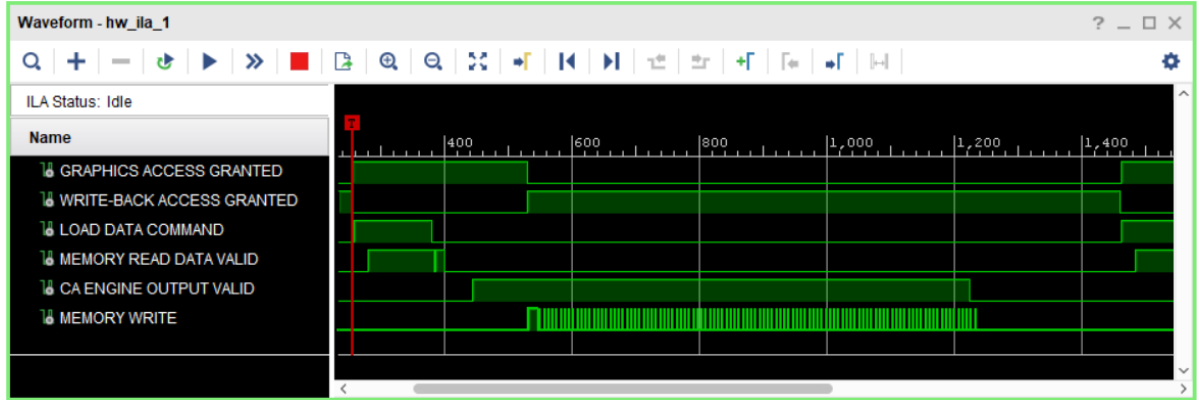 Waveform - hw_ila_1
ILA Status: Idle
Name
T
400 600 800 1,000 1,200 1,400
GRAPHICS ACCESS GRANTED
WRITE-BACK ACCESS GRANTED
LOAD DATA COMMAND
MEMORY READ DATA VALID
CA ENGINE OUTPUT VALID
MEMORY WRITE